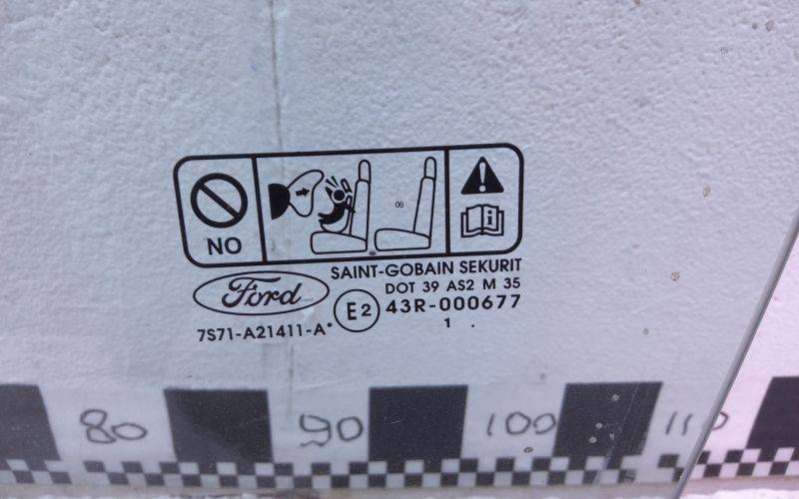 NO
SAINT-GOBAIN SEKURIT
Ford
DOT 39 AS2 M 35
E2 43R-000677
7S71-A21411-A
1 .
80 90 100 110